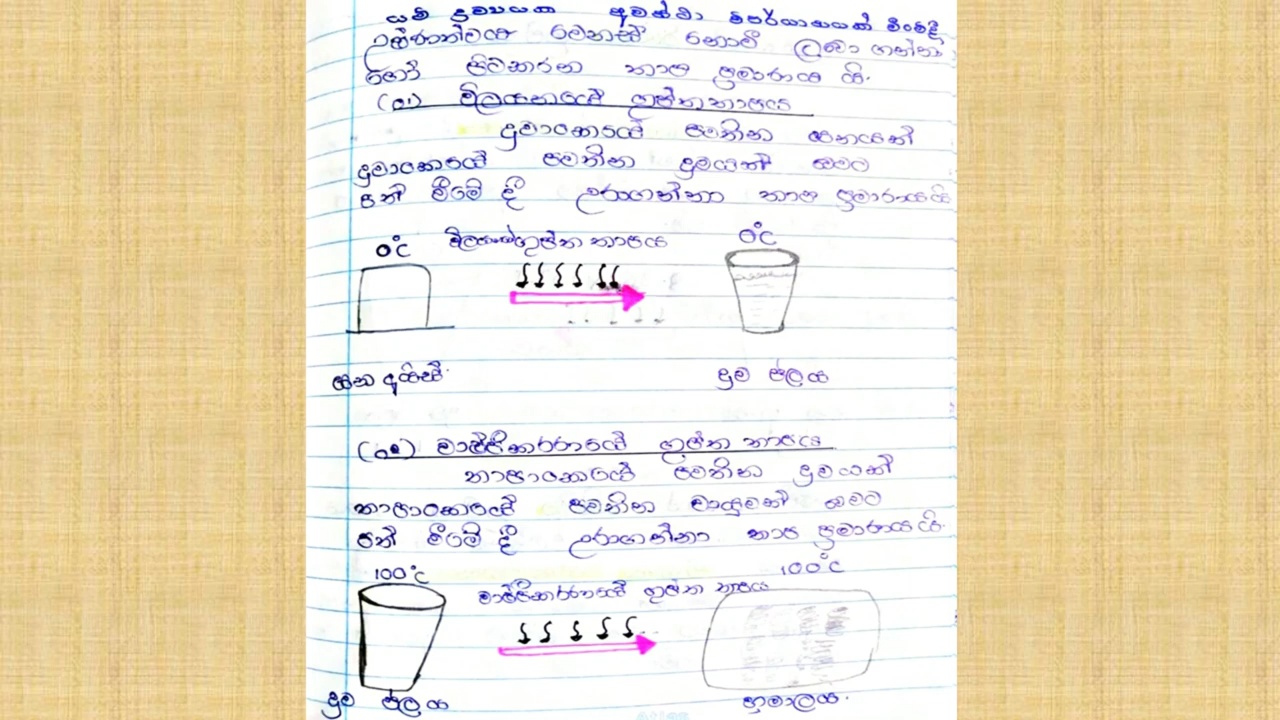 යම් ද්‍රව්‍යයක අවස්ථා විපර්යාසයක් සිංවීදී
උෂ්ණත්වයේ වෙනසක් නොවී ලබා ගන්නා
හෝ පිටකරන තාප ප්‍රමාණය යි.
(෦෧) විලයනයේ ගුප්ත තාපය
ද්‍රවාංකයේ පවතින ඝනයක්
ද්‍රවාංකයේ පවතින ද්‍රවයක් බවට
පත් වීමේ දී උරාගන්නා තාප ප්‍රමාණයයි
0°C විලයනයේ ගුප්ත තාපය 0°C
ඝන අයිස්. ද්‍රව ජලය
වාෂ්පීකරණයේ ගුප්ත තාපය
තාපාංකයේ පවතින ද්‍රවයක්
තාපාංකයේ පවතින වායුවක් බවට
පත් වීමේ දී උරාගන්නා තාප ප්‍රමාණයයි.
100°C වාෂ්පීකරණයේ ගුප්ත තාපය 100°C
ද්‍රව ජලය හුමාලය.